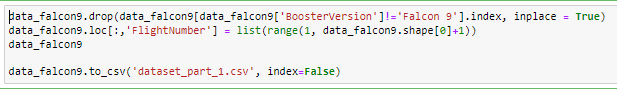 data_falcon9.drop(data_falcon9[data_falcon9['BoosterVersion']!='Falcon 9'].index, inplace = True)
data_falcon9.loc[:,'FlightNumber'] = list(range(1, data_falcon9.shape[0]+1))
data_falcon9
data_falcon9.to_csv('dataset_part_1.csv', index=False)